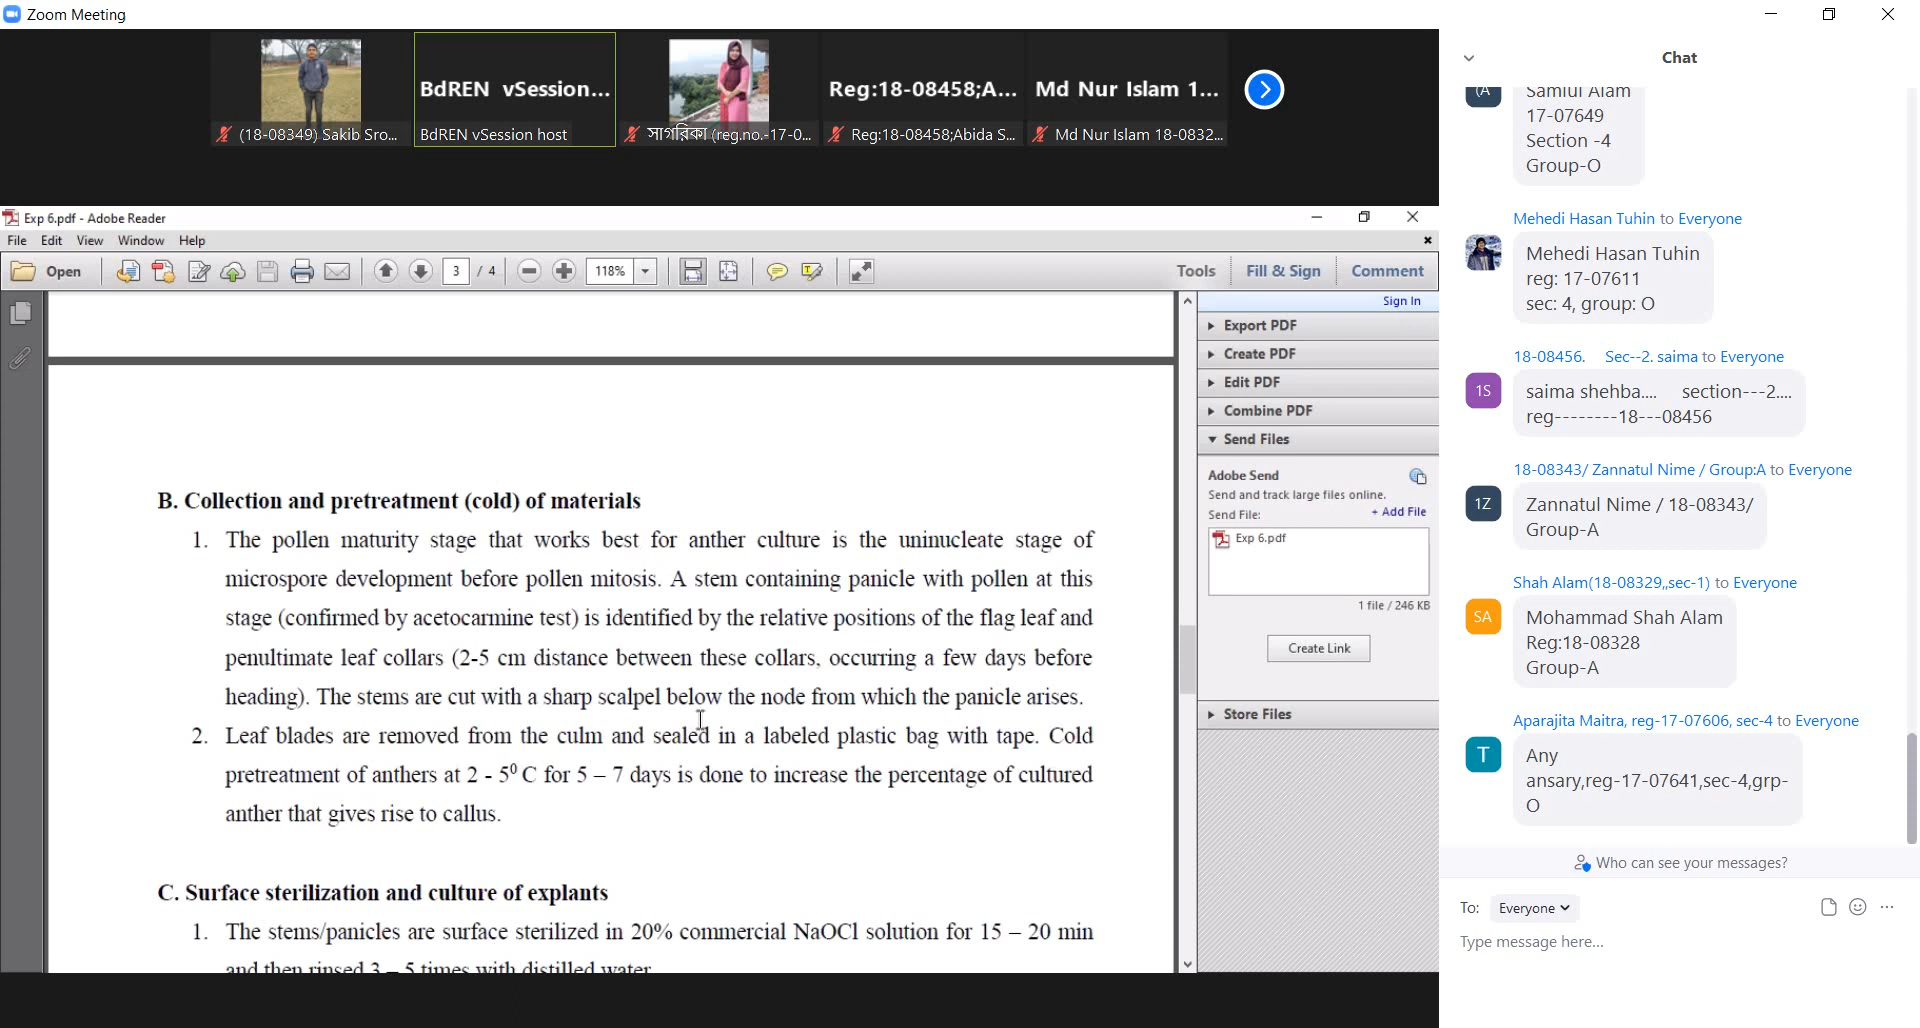 Zoom Meeting
BdREN vSession...
Reg:18-08458;A...
Md Nur Islam 1...
(18-08349) Sakib Sro...
BdREN vSession host
সাগরিকা (reg.no.-17-0...
Reg:18-08458;Abida S...
Md Nur Islam 18-0832...
Exp 6.pdf - Adobe Reader
File Edit View Window Help
Open
3 / 4
118%
Tools
Fill & Sign
Comment
Sign In
Export PDF
Create PDF
Edit PDF
Combine PDF
Send Files
Adobe Send
Send and track large files online.
Send File:
+ Add File
Exp 6.pdf
1 file / 246 KB
Create Link
Store Files
B. Collection and pretreatment (cold) of materials
1. The pollen maturity stage that works best for anther culture is the uninucleate stage of
microspore development before pollen mitosis. A stem containing panicle with pollen at this
stage (confirmed by acetocarmine test) is identified by the relative positions of the flag leaf and
penultimate leaf collars (2-5 cm distance between these collars, occurring a few days before
heading). The stems are cut with a sharp scalpel below the node from which the panicle arises.
2. Leaf blades are removed from the culm and sealed in a labeled plastic bag with tape. Cold
pretreatment of anthers at 2 - 5⁰ C for 5 – 7 days is done to increase the percentage of cultured
anther that gives rise to callus.
C. Surface sterilization and culture of explants
1. The stems/panicles are surface sterilized in 20% commercial NaOCl solution for 15 – 20 min
and then rinsed 3 – 5 times with distilled water.
Chat
(A
Samiul Alam
17-07649
Section -4
Group-O
Mehedi Hasan Tuhin to Everyone
Mehedi Hasan Tuhin
reg: 17-07611
sec: 4, group: O
18-08456. Sec--2. saima to Everyone
1S
saima shehba.... section---2....
reg--------18---08456
18-08343/ Zannatul Nime / Group:A to Everyone
1Z
Zannatul Nime / 18-08343/
Group-A
Shah Alam(18-08329,,sec-1) to Everyone
SA
Mohammad Shah Alam
Reg:18-08328
Group-A
Aparajita Maitra, reg-17-07606, sec-4 to Everyone
T
Any
ansary,reg-17-07641,sec-4,grp-
O
Who can see your messages?
To: Everyone
Type message here...